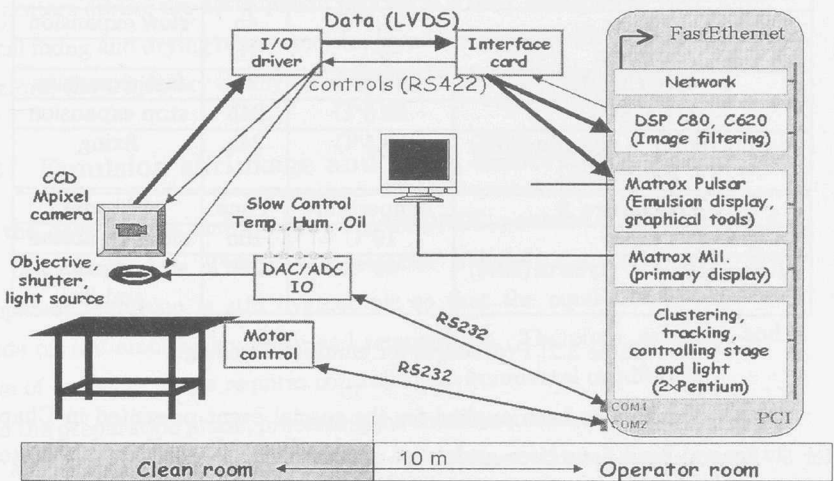 Data (LVDS)
I/O
driver
Interface
card
controls (RS422)
FastEthernet
Network
DSP C80, C620
(Image filtering)
CCD
Mpixel
camera
Matrox Pulsar
(Emulsion display,
graphical tools)
Slow Control
Temp.,Hum.,Oil
Matrox Mil.
(primary display)
Objective,
shutter,
light source
DAC/ADC
IO
Clustering,
tracking,
controlling stage
and light
(2×Pentium)
RS232
Motor
control
RS232
COM1
COM2
PCI
Clean room
10 m
Operator room